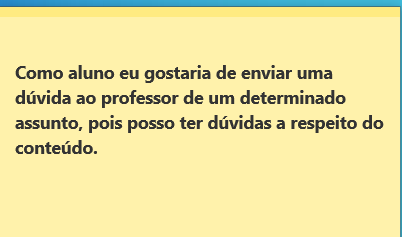 Como aluno eu gostaria de enviar uma
dúvida ao professor de um determinado
assunto, pois posso ter dúvidas a respeito do
conteúdo.